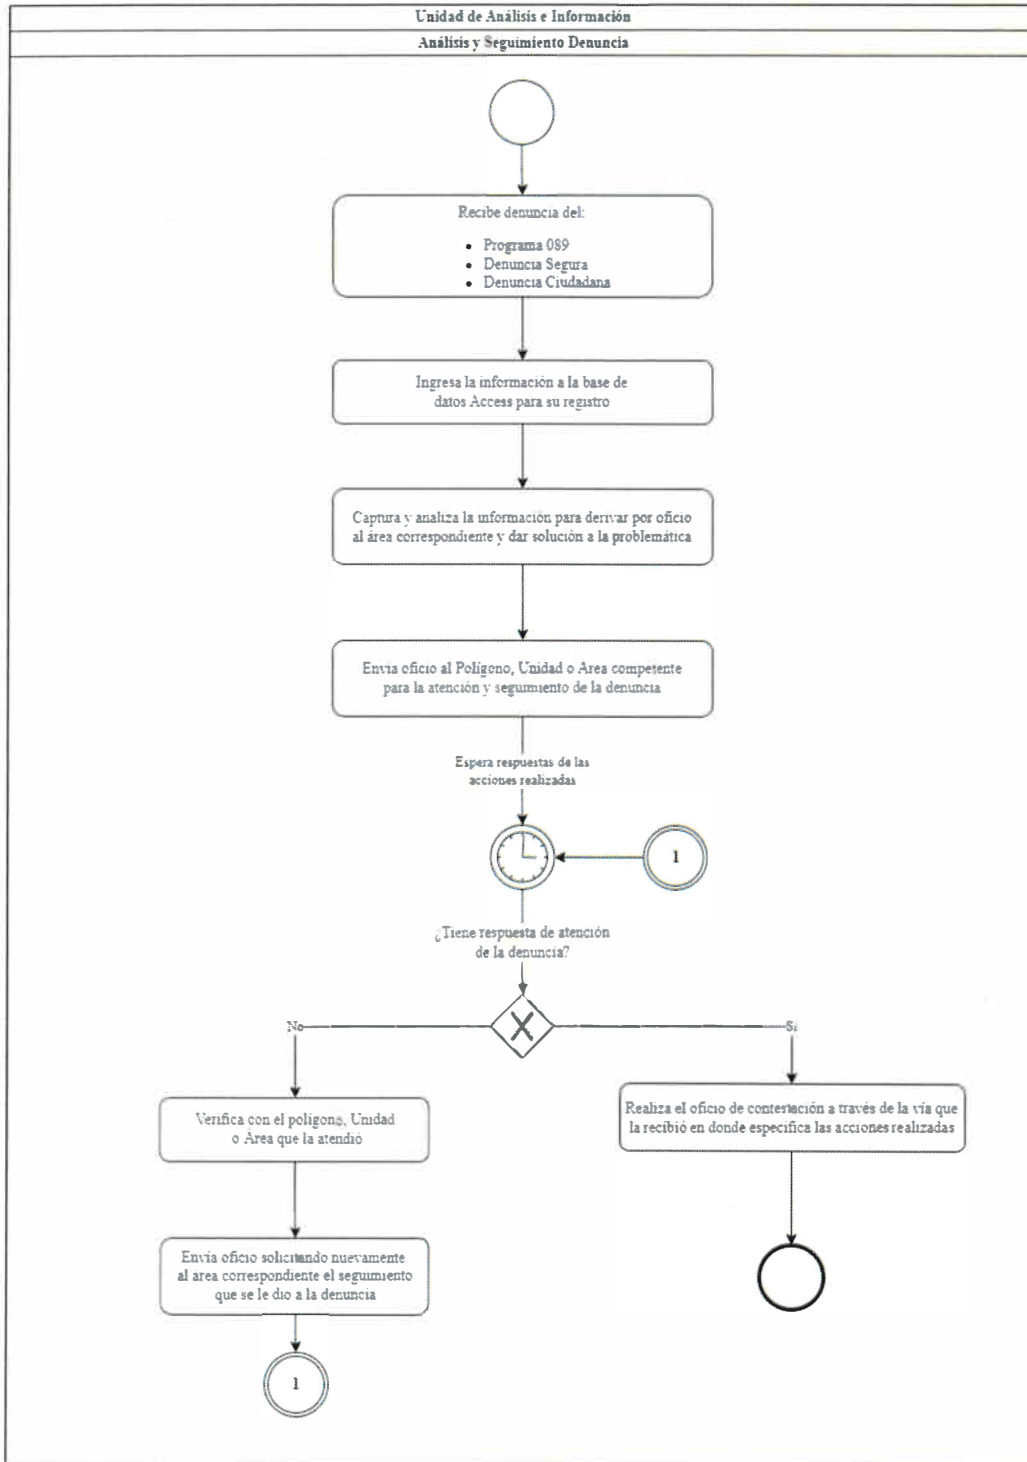 Unidad de Análisis e Información
Análisis y Seguimiento Denuncia
Recibe denuncia del:
• Programa 089
• Denuncia Segura
• Denuncia Ciudadana
Ingresa la información a la base de
datos Access para su registro
Captura y analiza la información para derivar por oficio
al área correspondiente y dar solución a la problemática
Envía oficio al Polígono, Unidad o Area competente
para la atención y seguimiento de la denuncia
Espera respuestas de las
acciones realizadas
1
¿Tiene respuesta de atención
de la denuncia?
No
Si
Verifica con el polígono, Unidad
o Área que la atendió
Realiza el oficio de contertación a través de la vía que
la recibió en donde especifica las acciones realizadas
Envía oficio solicitando nuevamente
al área correspondiente el seguimiento
que se le dio a la denuncia
1